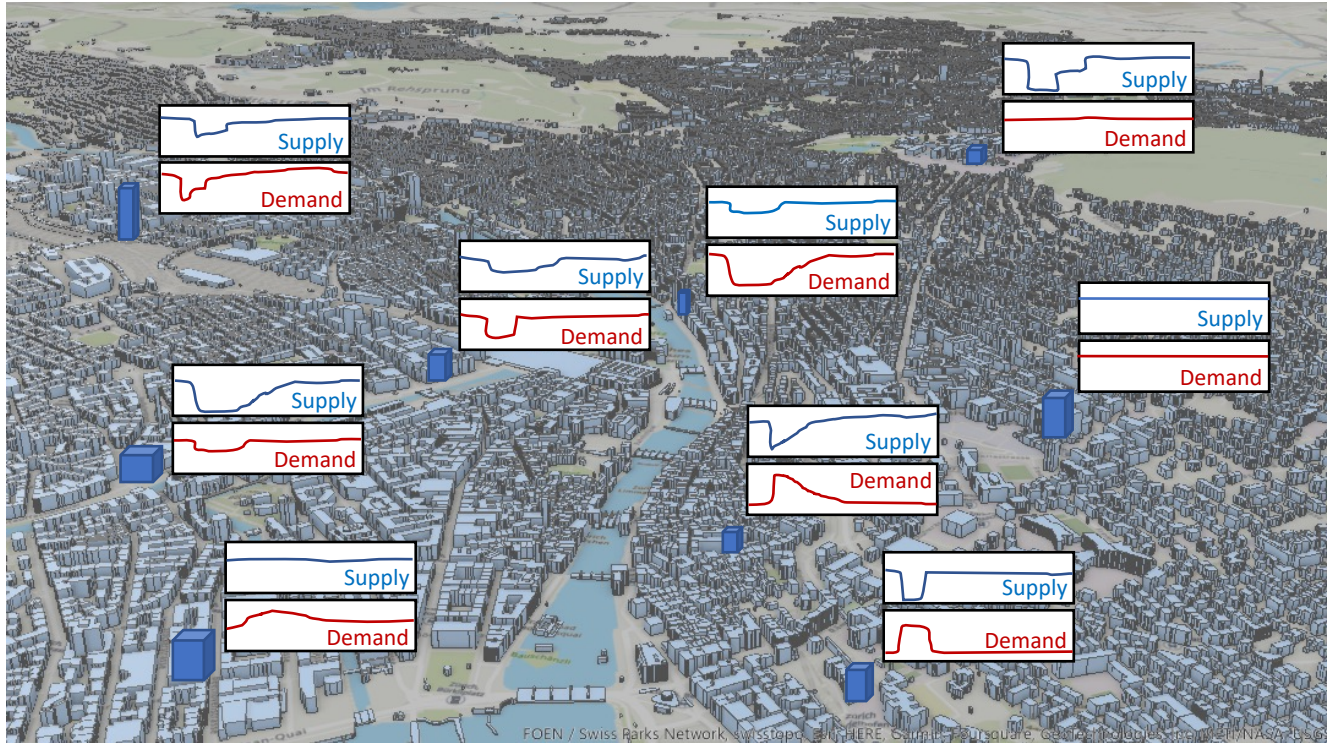 Supply
Demand
Supply
Demand
Supply
Demand
Supply
Demand
Supply
Demand
Supply
Demand
Supply
Demand
Supply
Demand
Supply
Demand
Im Rehsprung
FOEN / Swiss Parks Network, swisstopo, Esri, HERE, Garmin, Foursquare,